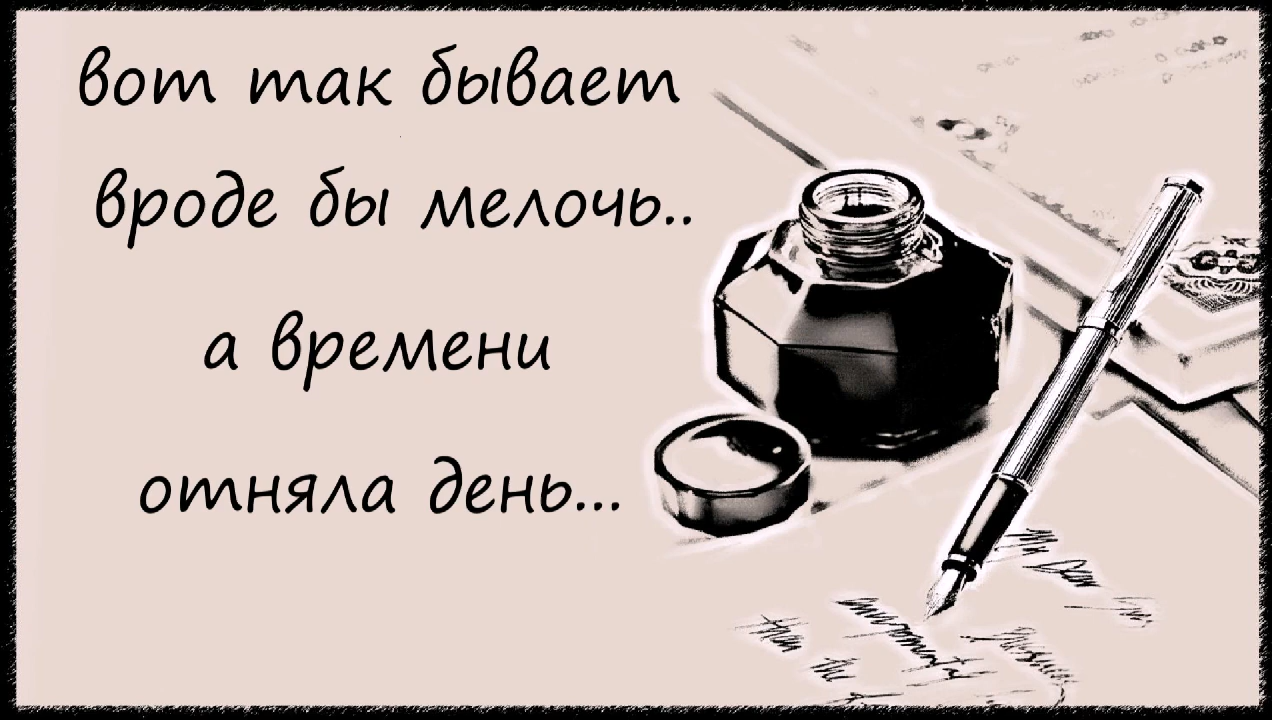 вот так бывает
вроде бы мелочь..
а времени
отняла день...